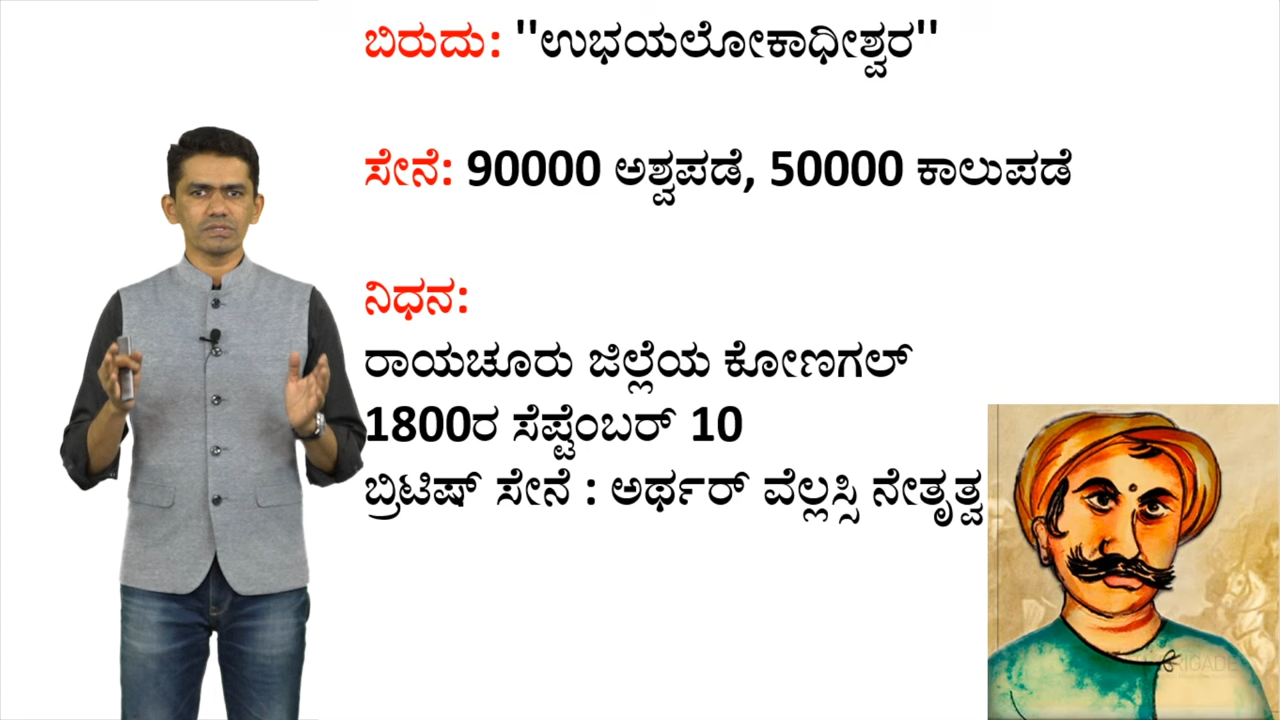 ಬಿರುದು: "ಉಭಯಲೋಕಾಧೀಶ್ವರ"
ಸೇನೆ: 90000 ಅಶ್ವಪಡೆ, 50000 ಕಾಲುಪಡೆ
ನಿಧನ:
ರಾಯಚೂರು ಜಿಲ್ಲೆಯ ಕೋಣಗಲ್
1800ರ ಸೆಪ್ಟೆಂಬರ್ 10
ಬ್ರಿಟಿಷ್ ಸೇನೆ : ಅರ್ಥರ್ ವೆಲ್ಲಸ್ಸಿ ನೇತೃತ್ವ